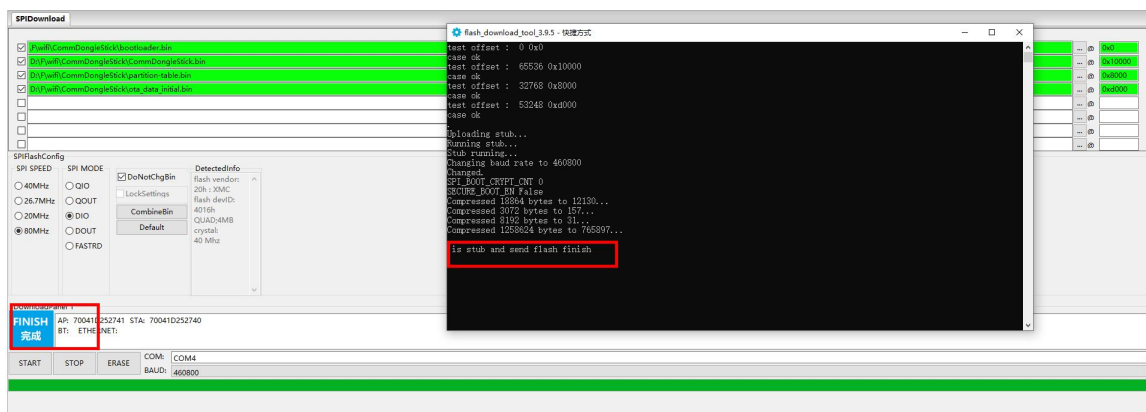 SPIDownload
.\F\wifi\CommDongleStick\bootloader.bin
... @ 0x0
D:\F\wifi\CommDongleStick\CommDongleStick.bin
... @ 0x10000
D:\F\wifi\CommDongleStick\partition-table.bin
... @ 0x8000
D:\F\wifi\CommDongleStick\ota_data_initial.bin
... @ 0xd000
... @
... @
... @
... @
flash_download_tool_3.9.5 - 快捷方式
test offset : 0 0x0
case ok
test offset : 65536 0x10000
case ok
test offset : 32768 0x8000
case ok
test offset : 53248 0xd000
case ok
.
Uploading stub...
Running stub...
Stub running...
Changing baud rate to 460800
Changed.
SPI_BOOT_CRYPT_CNT 0
SECURE_BOOT_EN False
Compressed 18864 bytes to 12130...
Compressed 3072 bytes to 157...
Compressed 8192 bytes to 31...
Compressed 1258624 bytes to 765897...
is stub and send flash finish
SPIFlashConfig
SPI SPEED
40MHz
26.7MHz
20MHz
80MHz
SPI MODE
QIO
QOUT
DIO
DOUT
FASTRD
DoNotChgBin
LockSettings
CombineBin
Default
DetectedInfo
flash vendor:
20h : XMC
flash devID:
4016h
QUAD;4MB
crystal:
40 Mhz
DownloadPanel 1
FINISH
完成
AP: 70041D252741 STA: 70041D252740
BT: ETHERNET:
START
STOP
ERASE
COM: COM4
BAUD: 460800